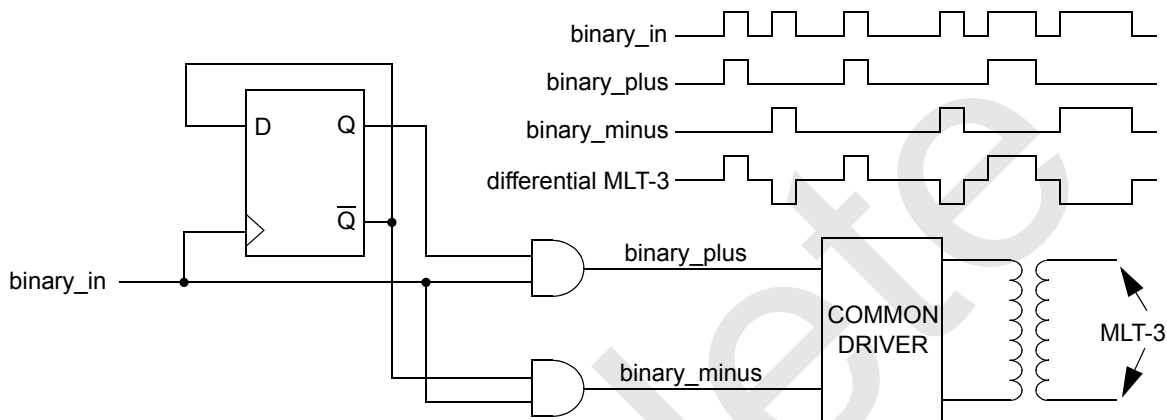 binary_in
binary_plus
binary_minus
differential MLT-3
D Q
Q
binary_in
binary_plus
COMMON
DRIVER
MLT-3
binary_minus